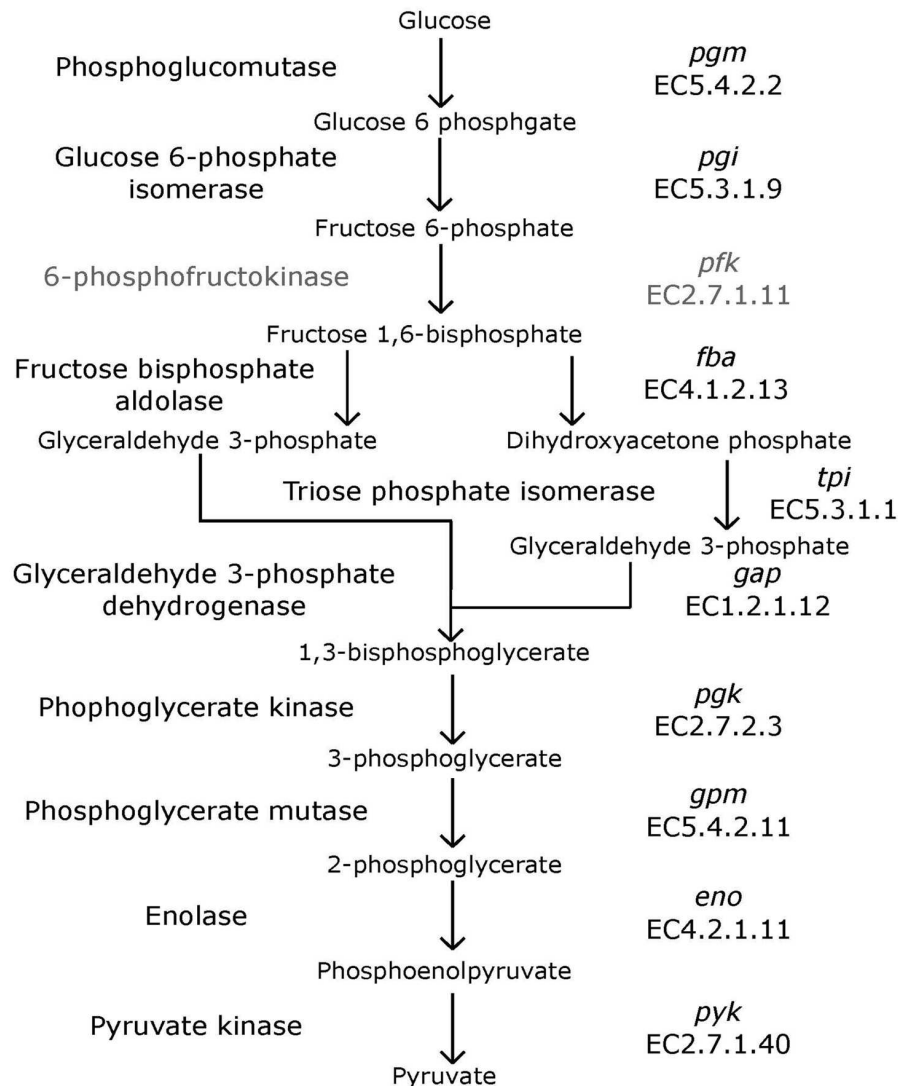 Glucose
Phosphoglucomutase
pgm
EC5.4.2.2
Glucose 6 phosphgate
Glucose 6-phosphate
isomerase
pgi
EC5.3.1.9
Fructose 6-phosphate
6-phosphofructokinase
pfk
EC2.7.1.11
Fructose 1,6-bisphosphate
Fructose bisphosphate
aldolase
fba
EC4.1.2.13
Glyceraldehyde 3-phosphate
Dihydroxyacetone phosphate
Triose phosphate isomerase
tpi
EC5.3.1.1
Glyceraldehyde 3-phosphate
Glyceraldehyde 3-phosphate
dehydrogenase
gap
EC1.2.1.12
1,3-bisphosphoglycerate
Phophoglycerate kinase
pgk
EC2.7.2.3
3-phosphoglycerate
Phosphoglycerate mutase
gpm
EC5.4.2.11
2-phosphoglycerate
Enolase
eno
EC4.2.1.11
Phosphoenolpyruvate
Pyruvate kinase
pyk
EC2.7.1.40
Pyruvate